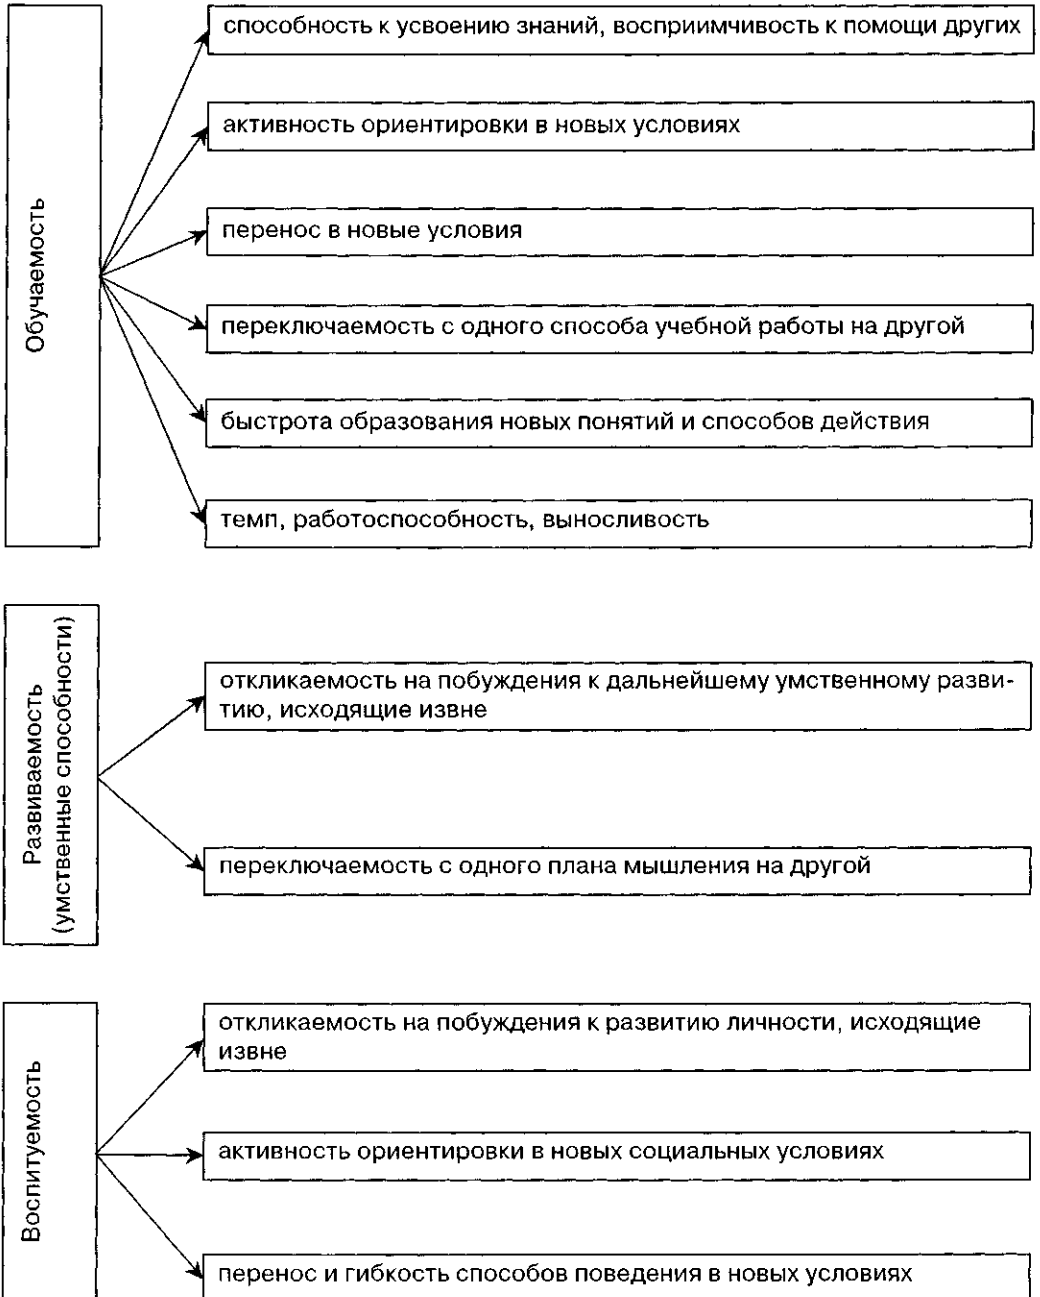 Обучаемость
способность к усвоению знаний, восприимчивость к помощи других
активность ориентировки в новых условиях
перенос в новые условия
переключаемость с одного способа учебной работы на другой
быстрота образования новых понятий и способов действия
темп, работоспособность, выносливость
Развиваемость
(умственные способности)
откликаемость на побуждения к дальнейшему умственному разви-
тию, исходящие извне
переключаемость с одного плана мышления на другой
Воспитуемость
откликаемость на побуждения к развитию личности, исходящие
извне
активность ориентировки в новых социальных условиях
перенос и гибкость способов поведения в новых условиях